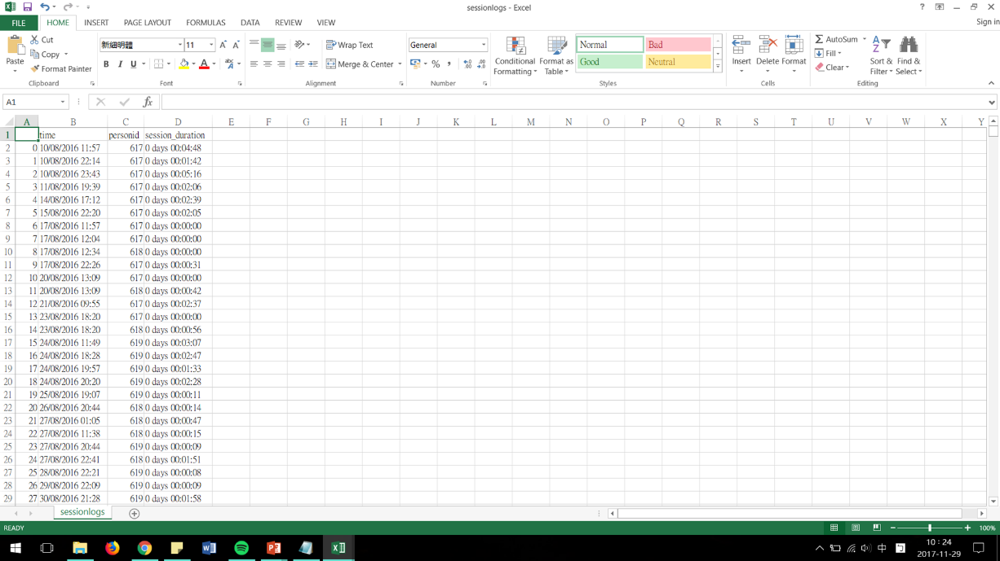 sessionlogs - Excel
Sign in
FILE HOME INSERT PAGE LAYOUT FORMULAS DATA REVIEW VIEW
Paste
Cut
Copy
Format Painter
Clipboard
新細明體 11
B I U
Font
Wrap Text
Merge & Center
Alignment
General
%
Number
Conditional Formatting
Format as Table
Normal Bad
Good Neutral
Styles
Insert Delete Format
Cells
AutoSum
Fill
Clear
Sort & Filter
Find & Select
Editing
A1 fx
A B C D E F G H I J K L M N O P Q R S T U V W X Y
1 time personid session_duration
2 0 10/08/2016 11:57 617 0 days 00:04:48
3 1 10/08/2016 22:14 617 0 days 00:01:42
4 2 10/08/2016 23:43 617 0 days 00:05:16
5 3 11/08/2016 19:39 617 0 days 00:02:06
6 4 14/08/2016 17:12 617 0 days 00:02:39
7 5 15/08/2016 22:20 617 0 days 00:02:05
8 6 17/08/2016 11:57 617 0 days 00:00:00
9 7 17/08/2016 12:04 617 0 days 00:00:00
10 8 17/08/2016 12:34 618 0 days 00:00:00
11 9 17/08/2016 22:26 617 0 days 00:00:31
12 10 20/08/2016 13:09 617 0 days 00:00:00
13 11 20/08/2016 13:09 618 0 days 00:00:42
14 12 21/08/2016 09:55 617 0 days 00:02:37
15 13 23/08/2016 18:20 617 0 days 00:00:00
16 14 23/08/2016 18:20 618 0 days 00:00:56
17 15 24/08/2016 11:49 619 0 days 00:03:07
18 16 24/08/2016 18:28 619 0 days 00:02:47
19 17 24/08/2016 19:57 619 0 days 00:01:33
20 18 24/08/2016 20:20 619 0 days 00:02:28
21 19 25/08/2016 19:07 619 0 days 00:00:11
22 20 26/08/2016 20:44 618 0 days 00:00:14
23 21 27/08/2016 01:05 618 0 days 00:00:47
24 22 27/08/2016 11:38 618 0 days 00:00:15
25 23 27/08/2016 20:44 619 0 days 00:00:09
26 24 27/08/2016 22:41 618 0 days 00:01:51
27 25 28/08/2016 22:21 619 0 days 00:00:08
28 26 29/08/2016 22:09 619 0 days 00:00:09
29 27 30/08/2016 21:28 619 0 days 00:01:58
sessionlogs
READY 100%
中
10:24
2017-11-29